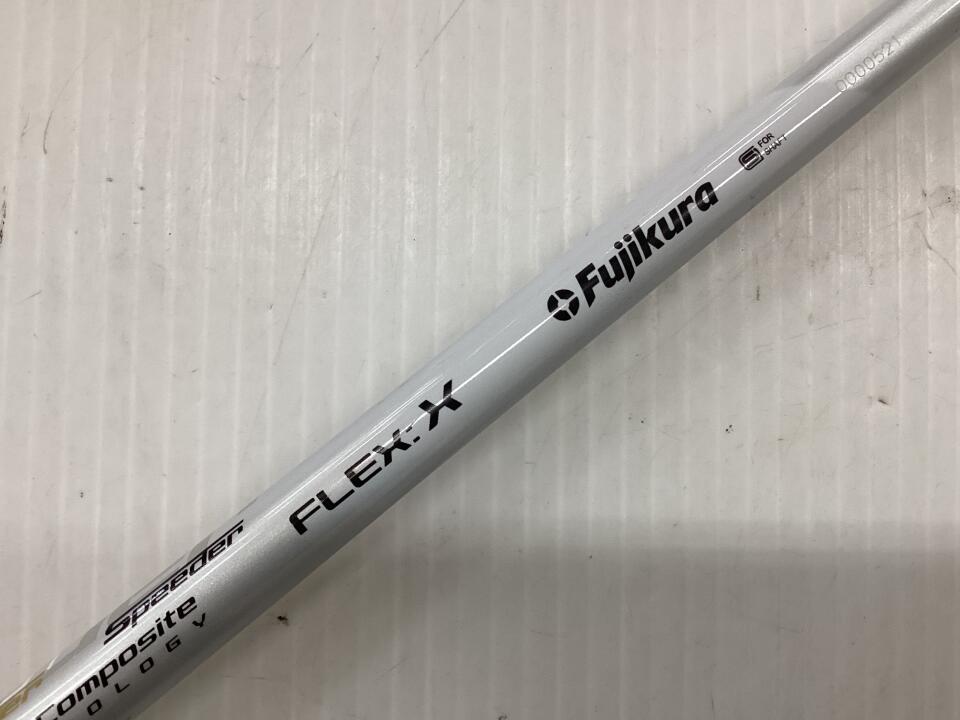 Speeder
Composite
OLOGY
FLEX: X
Fujikura
FOR
SHAFT
0000521